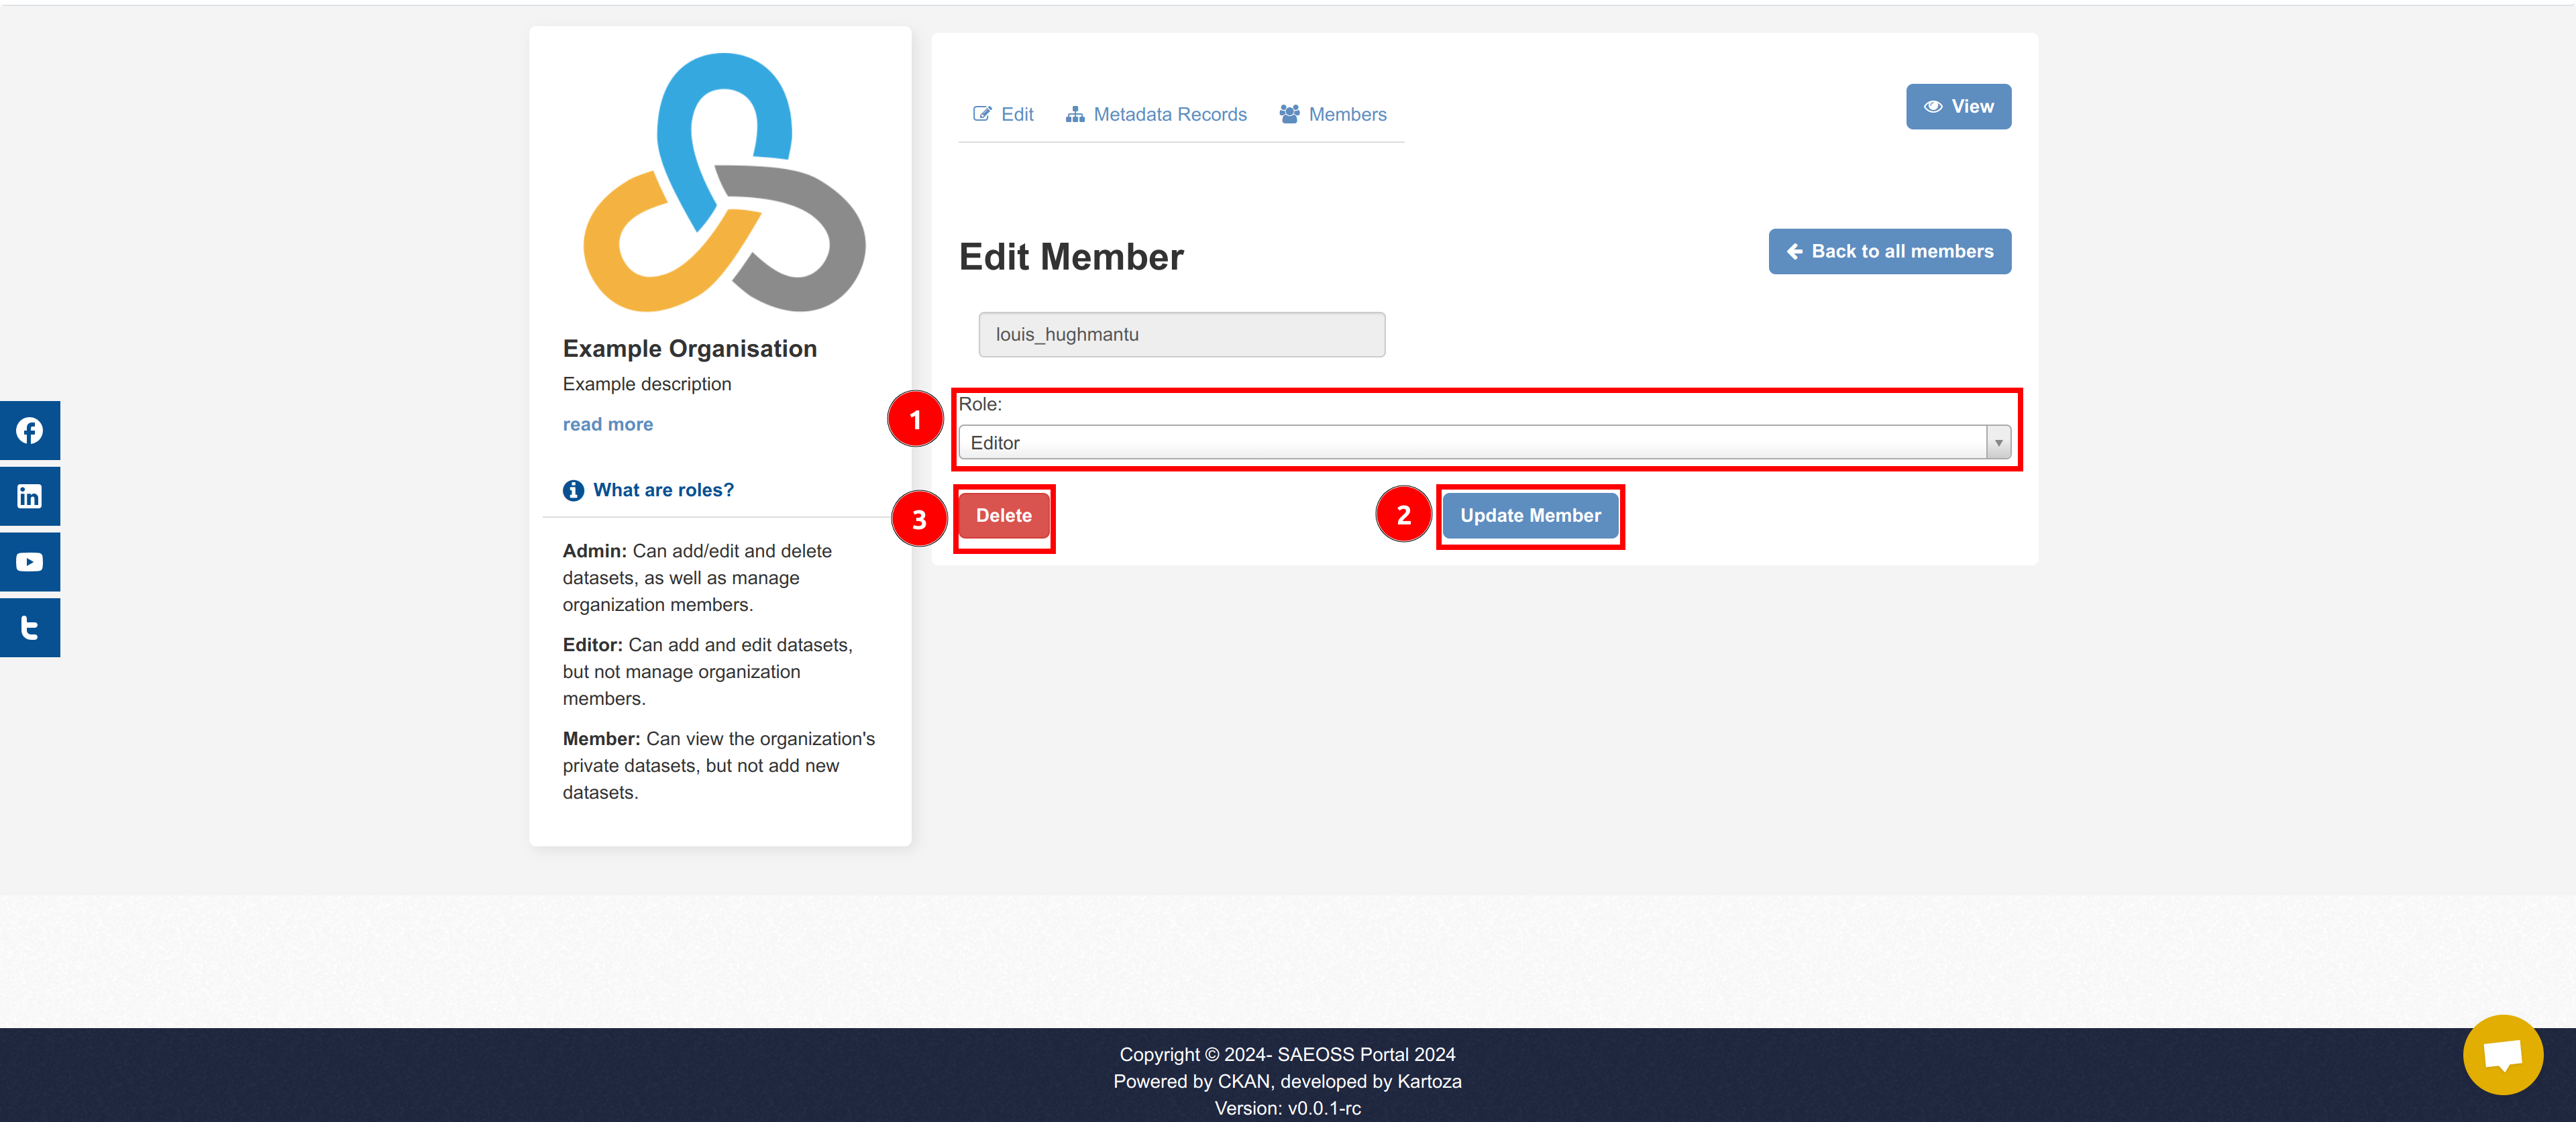 Example Organisation
Example description
read more
What are roles?
Admin: Can add/edit and delete
datasets, as well as manage
organization members.
Editor: Can add and edit datasets,
but not manage organization
members.
Member: Can view the organization's
private datasets, but not add new
datasets.
Edit Metadata Records Members
View
Edit Member
Back to all members
louis_hughmantu
1
Role:
Editor
3
Delete
2
Update Member
Copyright © 2024- SAEOSS Portal 2024
Powered by CKAN, developed by Kartoza
Version: v0.0.1-rc